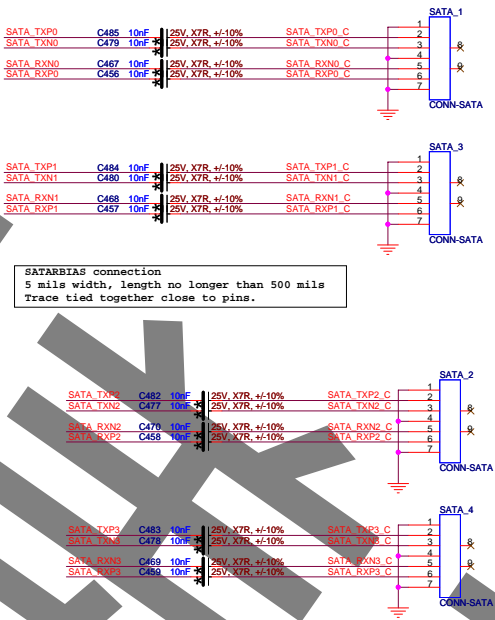 SATA_1
1
SATA_TXP0 C485 10nF 25V, X7R, +/-10% SATA_TXP0_C 2
SATA_TXN0 C479 10nF 25V, X7R, +/-10% SATA_TXN0_C 3 8
4
SATA_RXN0 C467 10nF 25V, X7R, +/-10% SATA_RXN0_C 5 9
SATA_RXP0 C456 10nF 25V, X7R, +/-10% SATA_RXP0_C 6
7
CONN-SATA
SATA_3
1
SATA_TXP1 C484 10nF 25V, X7R, +/-10% SATA_TXP1_C 2
SATA_TXN1 C480 10nF 25V, X7R, +/-10% SATA_TXN1_C 3 8
4
SATA_RXN1 C468 10nF 25V, X7R, +/-10% SATA_RXN1_C 5 9
SATA_RXP1 C457 10nF 25V, X7R, +/-10% SATA_RXP1_C 6
7
CONN-SATA
SATARBIAS connection
5 mils width, length no longer than 500 mils
Trace tied together close to pins.
SATA_2
1
SATA_TXP2 C482 10nF 25V, X7R, +/-10% SATA_TXP2_C 2
SATA_TXN2 C477 10nF 25V, X7R, +/-10% SATA_TXN2_C 3 8
4
SATA_RXN2 C470 10nF 25V, X7R, +/-10% SATA_RXN2_C 5 9
SATA_RXP2 C458 10nF 25V, X7R, +/-10% SATA_RXP2_C 6
7
CONN-SATA
SATA_4
1
SATA_TXP3 C483 10nF 25V, X7R, +/-10% SATA_TXP3_C 2
SATA_TXN3 C478 10nF 25V, X7R, +/-10% SATA_TXN3_C 3 8
4
SATA_RXN3 C469 10nF 25V, X7R, +/-10% SATA_RXN3_C 5 9
SATA_RXP3 C459 10nF 25V, X7R, +/-10% SATA_RXP3_C 6
7
CONN-SATA